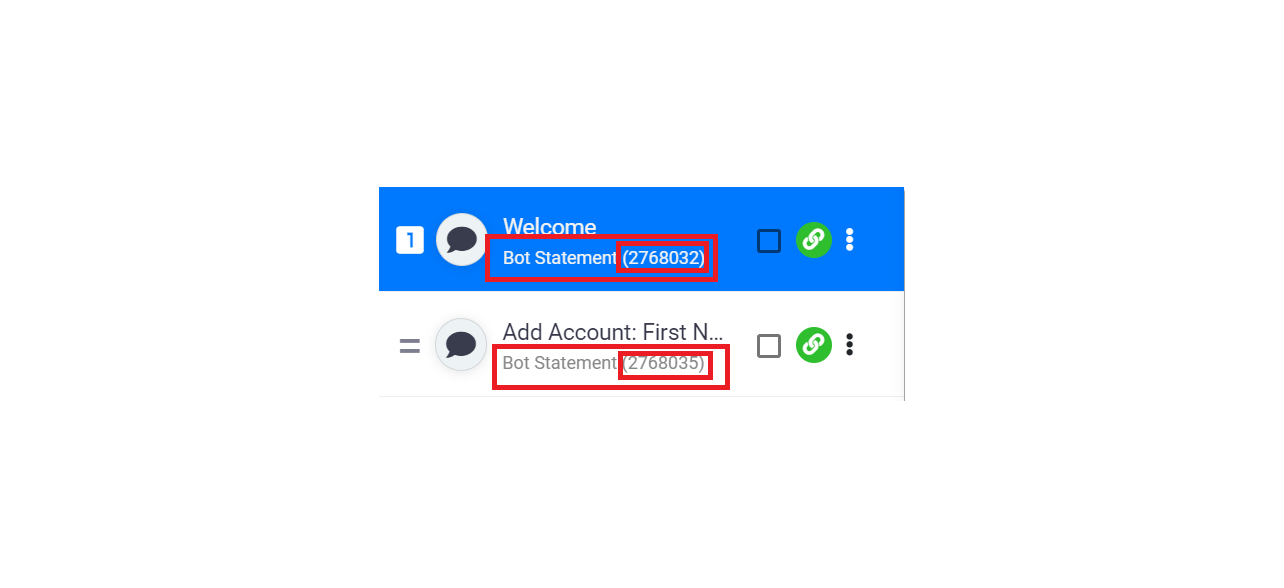 1
Welcome
Bot Statement (2768032)
Add Account: First N...
Bot Statement (2768035)